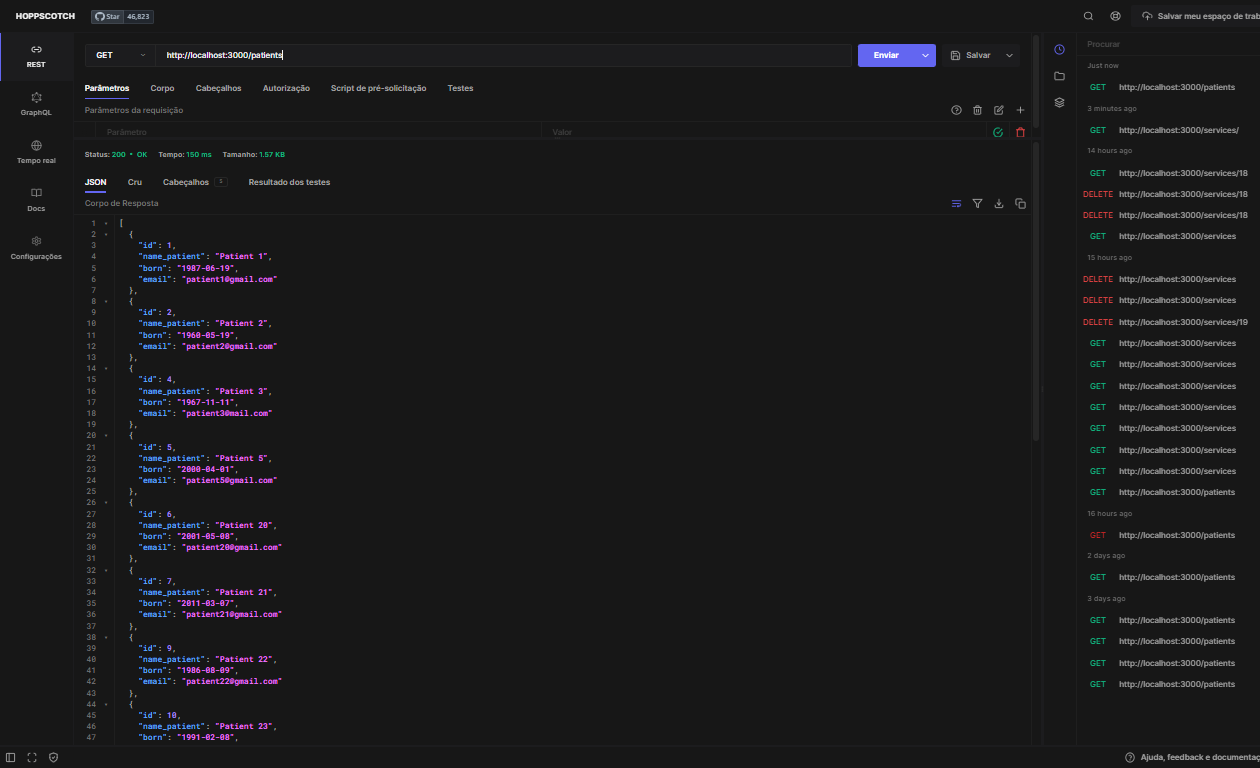 HOPPSCOTCH
Star 46,823
Salvar meu espaço de trab
REST
GraphQL
Tempo real
Docs
Configurações
GET http://localhost:3000/patients Enviar Salvar
Parâmetros Corpo Cabeçalhos Autorização Script de pré-solicitação Testes
Parâmetros da requisição
Parâmetro Valor
Status: 200 • OK Tempo: 150 ms Tamanho: 1.57 KB
JSON Cru Cabeçalhos 5 Resultado dos testes
Corpo de Resposta
1 [
2 {
3 "id": 1,
4 "name_patient": "Patient 1",
5 "born": "1987-06-19",
6 "email": "patient1@gmail.com"
7 },
8 {
9 "id": 2,
10 "name_patient": "Patient 2",
11 "born": "1960-05-19",
12 "email": "patient2@gmail.com"
13 },
14 {
15 "id": 4,
16 "name_patient": "Patient 3",
17 "born": "1967-11-11",
18 "email": "patient3@mail.com"
19 },
20 {
21 "id": 5,
22 "name_patient": "Patient 5",
23 "born": "2000-04-01",
24 "email": "patient5@gmail.com"
25 },
26 {
27 "id": 6,
28 "name_patient": "Patient 20",
29 "born": "2001-05-08",
30 "email": "patient20@gmail.com"
31 },
32 {
33 "id": 7,
34 "name_patient": "Patient 21",
35 "born": "2011-03-07",
36 "email": "patient21@gmail.com"
37 },
38 {
39 "id": 9,
40 "name_patient": "Patient 22",
41 "born": "1986-08-09",
42 "email": "patient22@gmail.com"
43 },
44 {
45 "id": 10,
46 "name_patient": "Patient 23",
47 "born": "1991-02-08",
Procurar
Just now
GET http://localhost:3000/patients
3 minutes ago
GET http://localhost:3000/services/
14 hours ago
GET http://localhost:3000/services/18
DELETE http://localhost:3000/services/18
DELETE http://localhost:3000/services/18
GET http://localhost:3000/services
15 hours ago
DELETE http://localhost:3000/services
DELETE http://localhost:3000/services
DELETE http://localhost:3000/services/19
GET http://localhost:3000/services
GET http://localhost:3000/services
GET http://localhost:3000/services
GET http://localhost:3000/services
GET http://localhost:3000/services
GET http://localhost:3000/services
GET http://localhost:3000/services
GET http://localhost:3000/patients
16 hours ago
GET http://localhost:3000/patients
2 days ago
GET http://localhost:3000/patients
3 days ago
GET http://localhost:3000/patients
GET http://localhost:3000/patients
GET http://localhost:3000/patients
GET http://localhost:3000/patients
Ajuda, feedback e documentaç